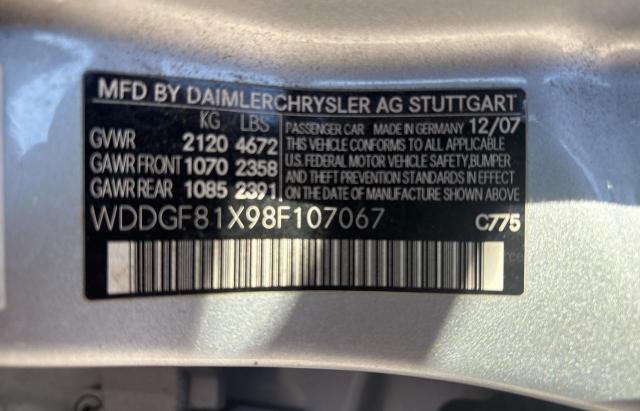 MFD BY DAIMLERCHRYSLER AG STUTTGART
KG LBS
GVWR 2120 4672
GAWR FRONT 1070 2358
GAWR REAR 1085 2391
PASSENGER CAR MADE IN GERMANY 12/07
THIS VEHICLE CONFORMS TO ALL APPLICABLE
U.S. FEDERAL MOTOR VEHICLE SAFETY, BUMPER
AND THEFT PREVENTION STANDARDS IN EFFECT
ON THE DATE OF MANUFACTURE SHOWN ABOVE
WDDGF81X98F107067 C775